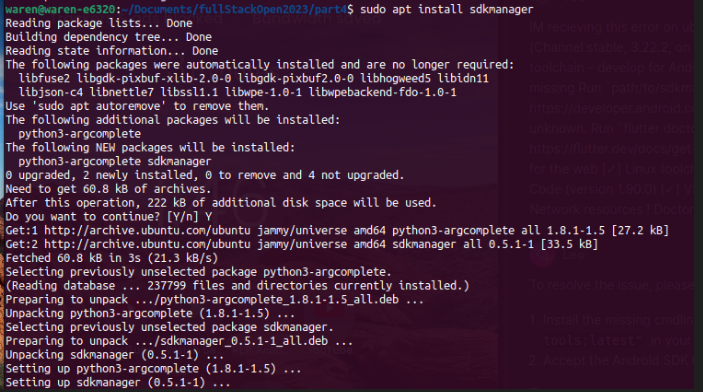 waren@waren-e6320:~/Documents/fullStackOpen2023/part4$ sudo apt install sdkmanager
Reading package lists... Done
Building dependency tree... Done
Reading state information... Done
The following packages were automatically installed and are no longer required:
  libfuse2 libgdk-pixbuf-xlib-2.0-0 libgdk-pixbuf2.0-0 libhogweed5 libidn11
  libjson-c4 libnettle7 libssl1.1 libwpe-1.0-1 libwpebackend-fdo-1.0-1
Use 'sudo apt autoremove' to remove them.
The following additional packages will be installed:
  python3-argcomplete
The following NEW packages will be installed:
  python3-argcomplete sdkmanager
0 upgraded, 2 newly installed, 0 to remove and 4 not upgraded.
Need to get 60.8 kB of archives.
After this operation, 222 kB of additional disk space will be used.
Do you want to continue? [Y/n] Y
Get:1 http://archive.ubuntu.com/ubuntu jammy/universe amd64 python3-argcomplete all 1.8.1-1.5 [27.2 kB]
Get:2 http://archive.ubuntu.com/ubuntu jammy/universe amd64 sdkmanager all 0.5.1-1 [33.5 kB]
Fetched 60.8 kB in 3s (21.3 kB/s)
Selecting previously unselected package python3-argcomplete.
(Reading database ... 237799 files and directories currently installed.)
Preparing to unpack .../python3-argcomplete_1.8.1-1.5_all.deb ...
Unpacking python3-argcomplete (1.8.1-1.5) ...
Selecting previously unselected package sdkmanager.
Preparing to unpack .../sdkmanager_0.5.1-1_all.deb ...
Unpacking sdkmanager (0.5.1-1) ...
Setting up python3-argcomplete (1.8.1-1.5) ...
Setting up sdkmanager (0.5.1-1) ...